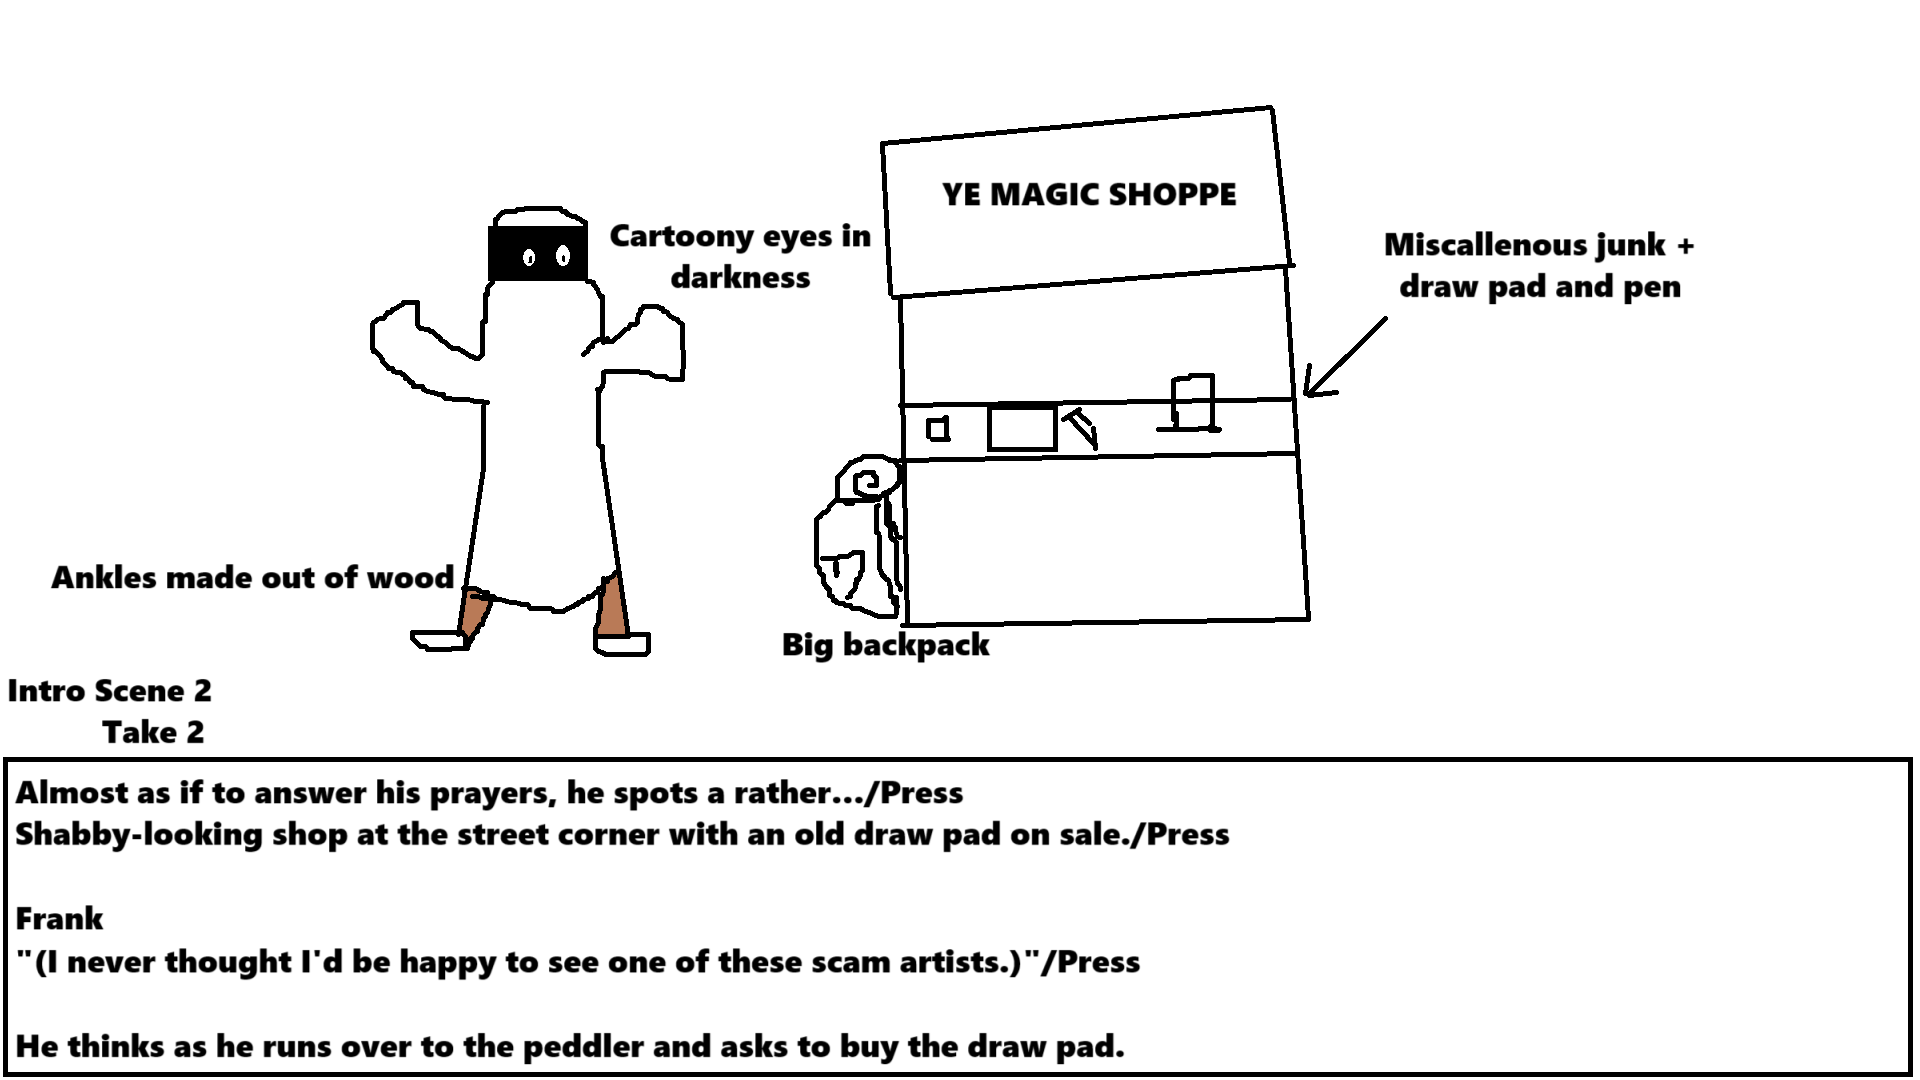 YE MAGIC SHOPPE
Cartoony eyes in
darkness
Miscallenous junk +
draw pad and pen
Ankles made out of wood
Big backpack
Intro Scene 2
Take 2
Almost as if to answer his prayers, he spots a rather.../Press
Shabby-looking shop at the street corner with an old draw pad on sale./Press
Frank
"(I never thought I'd be happy to see one of these scam artists.)"/Press
He thinks as he runs over to the peddler and asks to buy the draw pad.